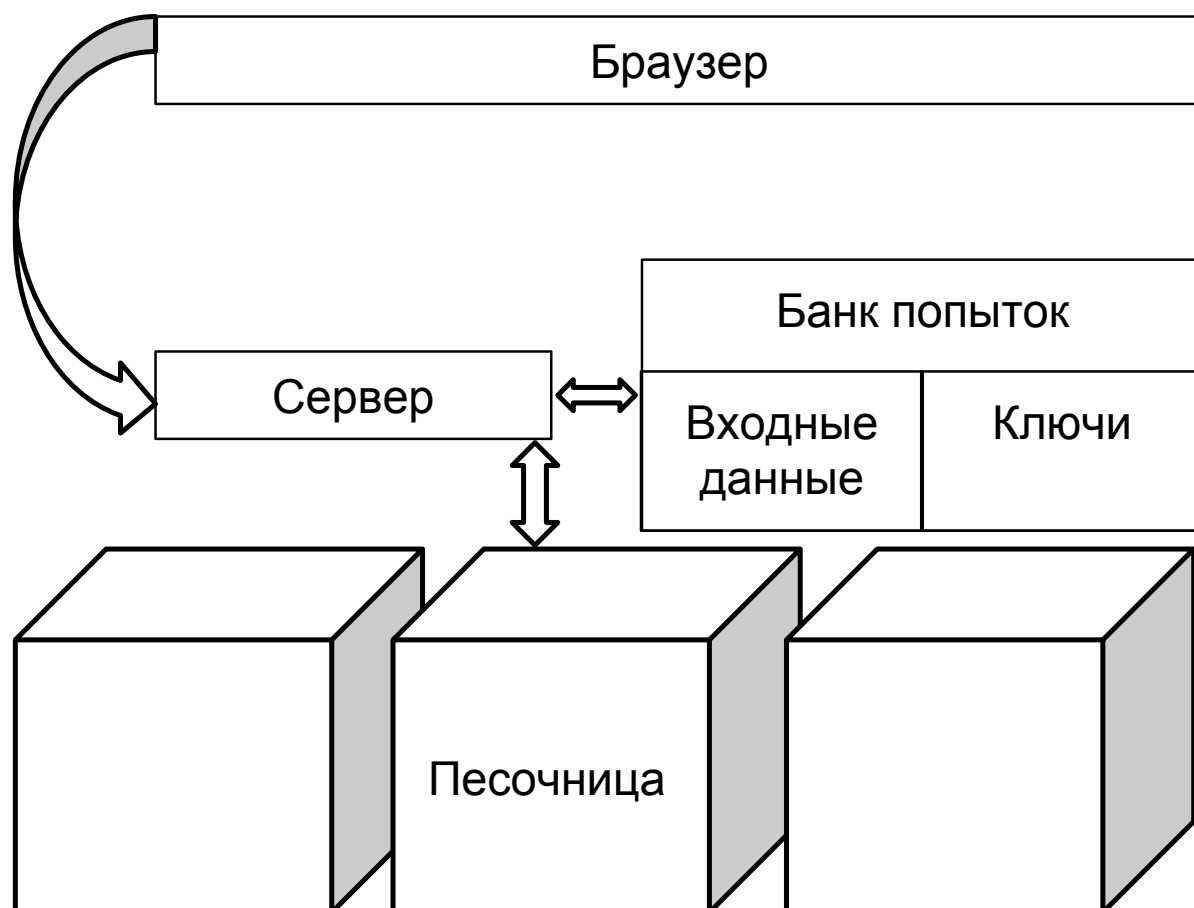 Браузер
Банк попыток
Сервер
Входные
данные
Ключи
Песочница